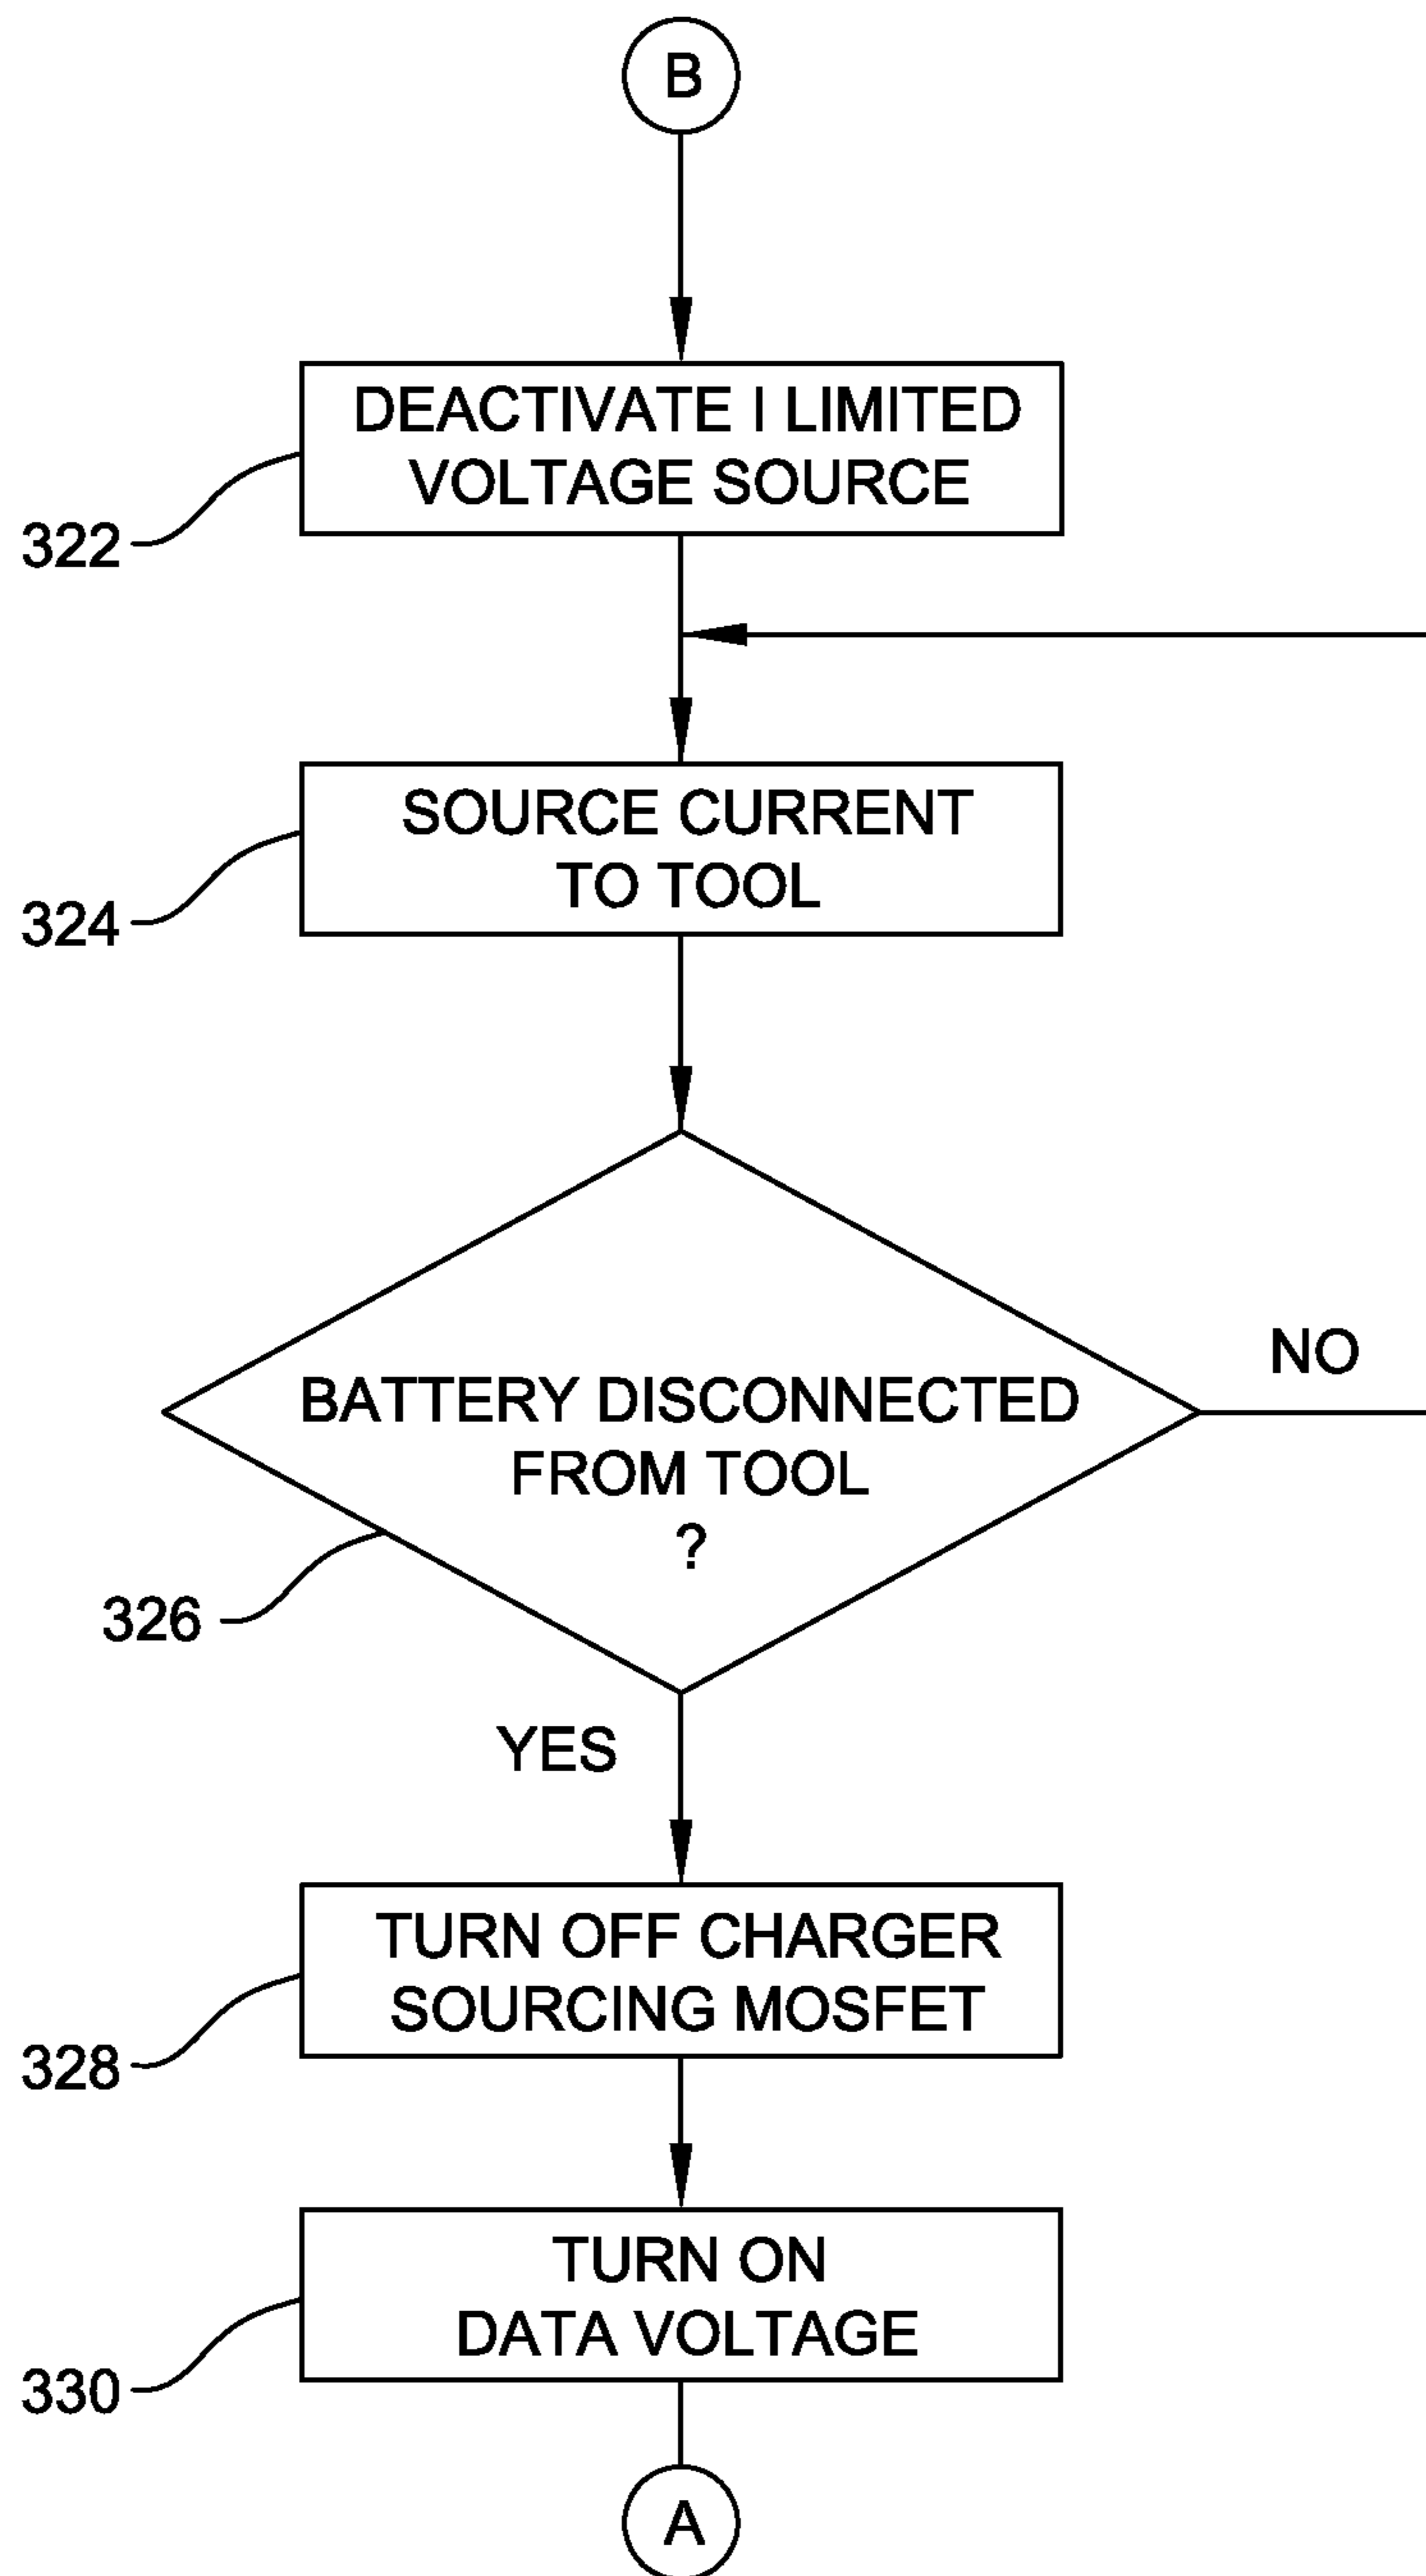 B
DEACTIVATE I LIMITED
VOLTAGE SOURCE
322
SOURCE CURRENT
TO TOOL
324
NO
BATTERY DISCONNECTED
FROM TOOL
?
326
YES
TURN OFF CHARGER
SOURCING MOSFET
328
TURN ON
DATA VOLTAGE
330
A